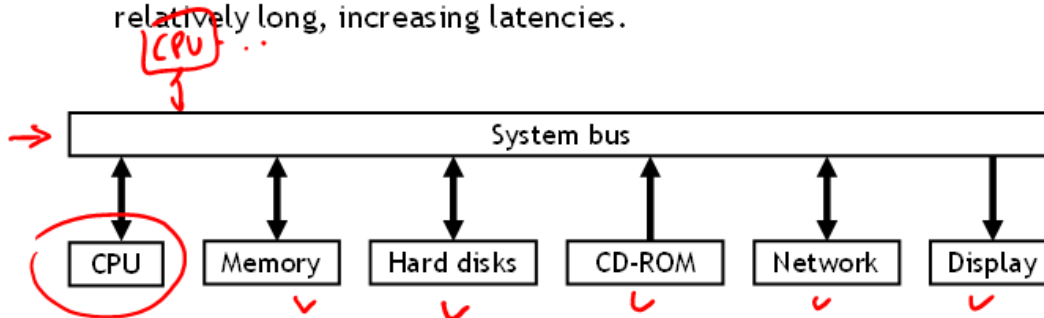 relatively long, increasing latencies.
CPU
System bus
CPU Memory Hard disks CD-ROM Network Display